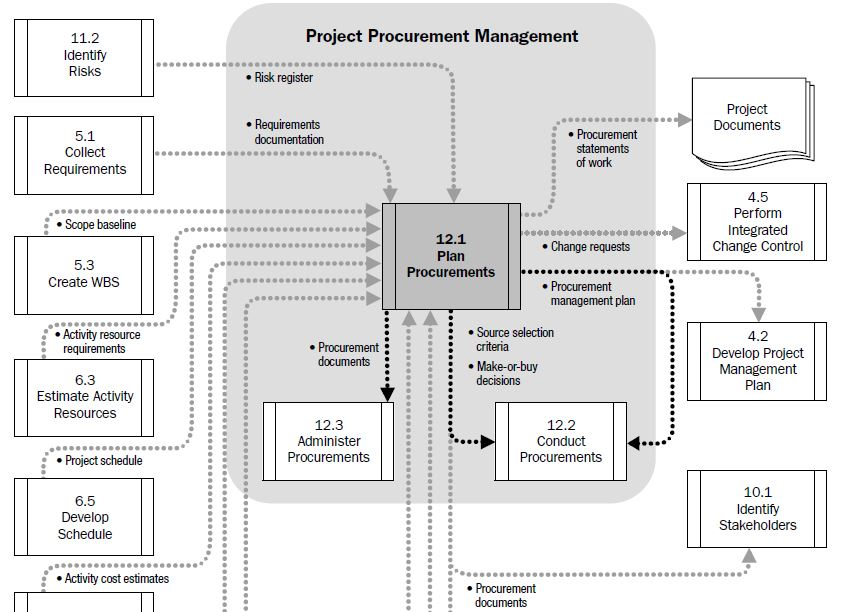 Project Procurement Management
11.2
Identify
Risks
• Risk register
5.1
Collect
Requirements
• Requirements
documentation
• Scope baseline
5.3
Create WBS
• Activity resource
requirements
6.3
Estimate Activity
Resources
• Project schedule
6.5
Develop
Schedule
• Activity cost estimates
12.1
Plan
Procurements
• Procurement
documents
• Source selection
criteria
• Make-or-buy
decisions
12.3
Administer
Procurements
12.2
Conduct
Procurements
• Procurement
statements
of work
Project
Documents
• Change requests
4.5
Perform
Integrated
Change Control
• Procurement
management plan
4.2
Develop Project
Management
Plan
10.1
Identify
Stakeholders
• Procurement
documents